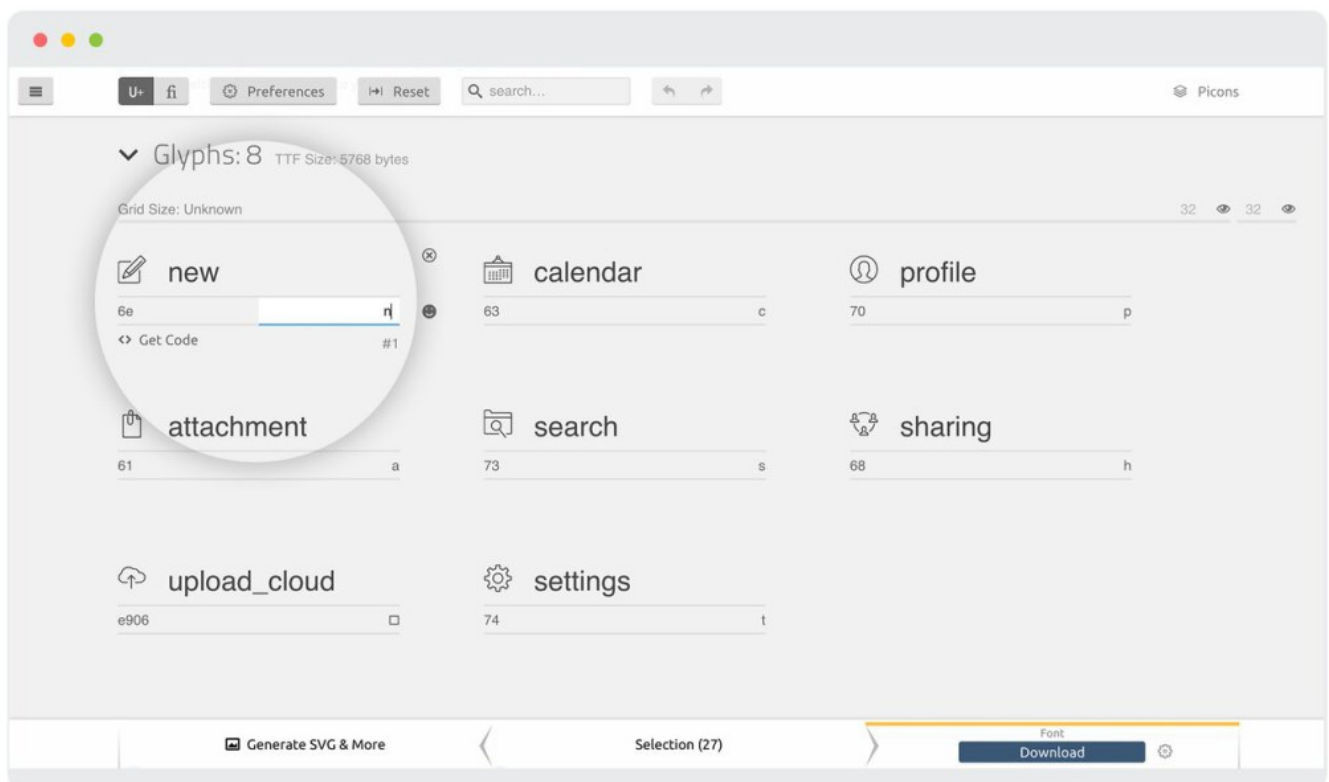 U+ fi Preferences Reset search... Picons
Glyphs: 8 TTF Size: 5768 bytes
Grid Size: Unknown 32 32
new calendar profile
6e n 63 c 70 p
Get Code #1
attachment search sharing
61 a 73 s 68 h
upload_cloud settings
e906 74 t
Generate SVG & More Selection (27) Font
Download